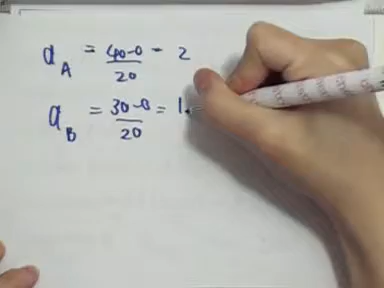 a_A = 40-0/20 = 2
a_B = 30-0/20 = 1.